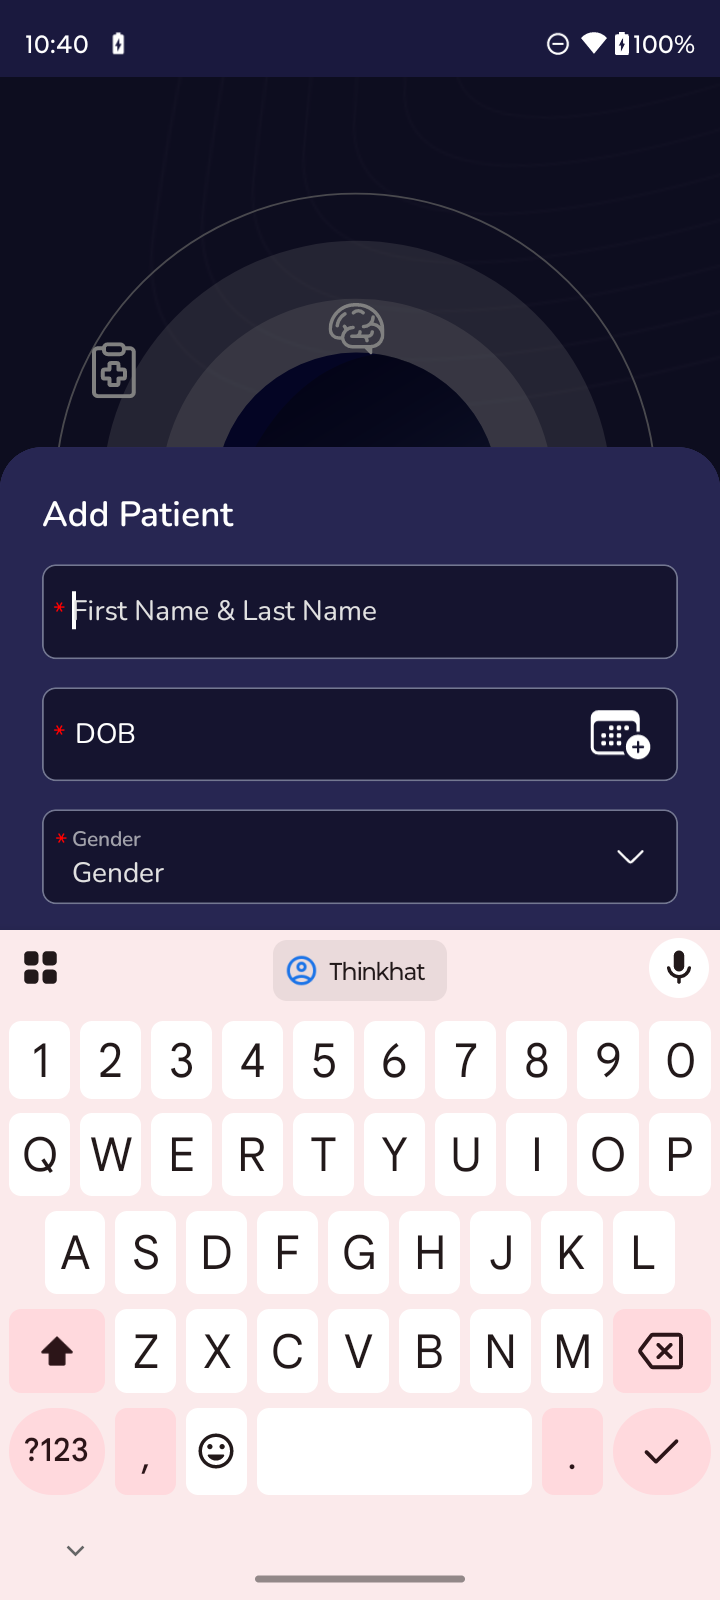 10:40 100%
Add Patient
* First Name & Last Name
* DOB
* Gender
Gender
Thinkhat
1 2 3 4 5 6 7 8 9 0
Q W E R T Y U I O P
A S D F G H J K L
Z X C V B N M
?123 , .